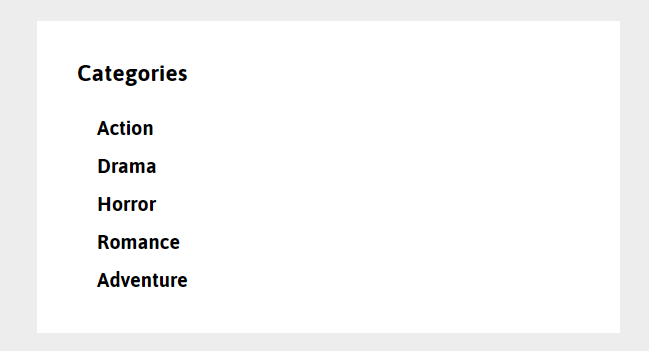 Categories
Action
Drama
Horror
Romance
Adventure